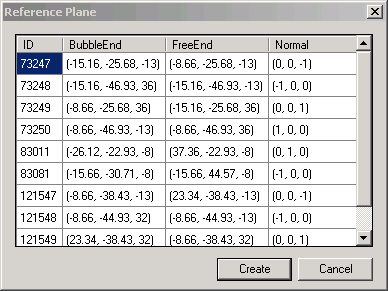 Reference Plane
ID BubbleEnd FreeEnd Normal
73247 (-15.16, -25.68, -13) (-8.66, -25.68, -13) (0, 0, -1)
73248 (-15.16, -46.93, 36) (-15.16, -46.93, -13) (-1, 0, 0)
73249 (-8.66, -25.68, 36) (-15.16, -25.68, 36) (0, 0, 1)
73250 (-8.66, -46.93, -13) (-8.66, -46.93, 36) (1, 0, 0)
83011 (-26.12, -22.93, -8) (37.36, -22.93, -8) (0, 1, 0)
83081 (-15.66, -30.71, -8) (-15.66, 44.57, -8) (-1, 0, 0)
121547 (-8.66, -38.43, -13) (23.34, -38.43, -13) (0, 0, -1)
121548 (-8.66, -44.93, 32) (-8.66, -44.93, -13) (-1, 0, 0)
121549 (23.34, -38.43, 32) (-8.66, -38.43, 32) (0, 0, 1)
Create Cancel